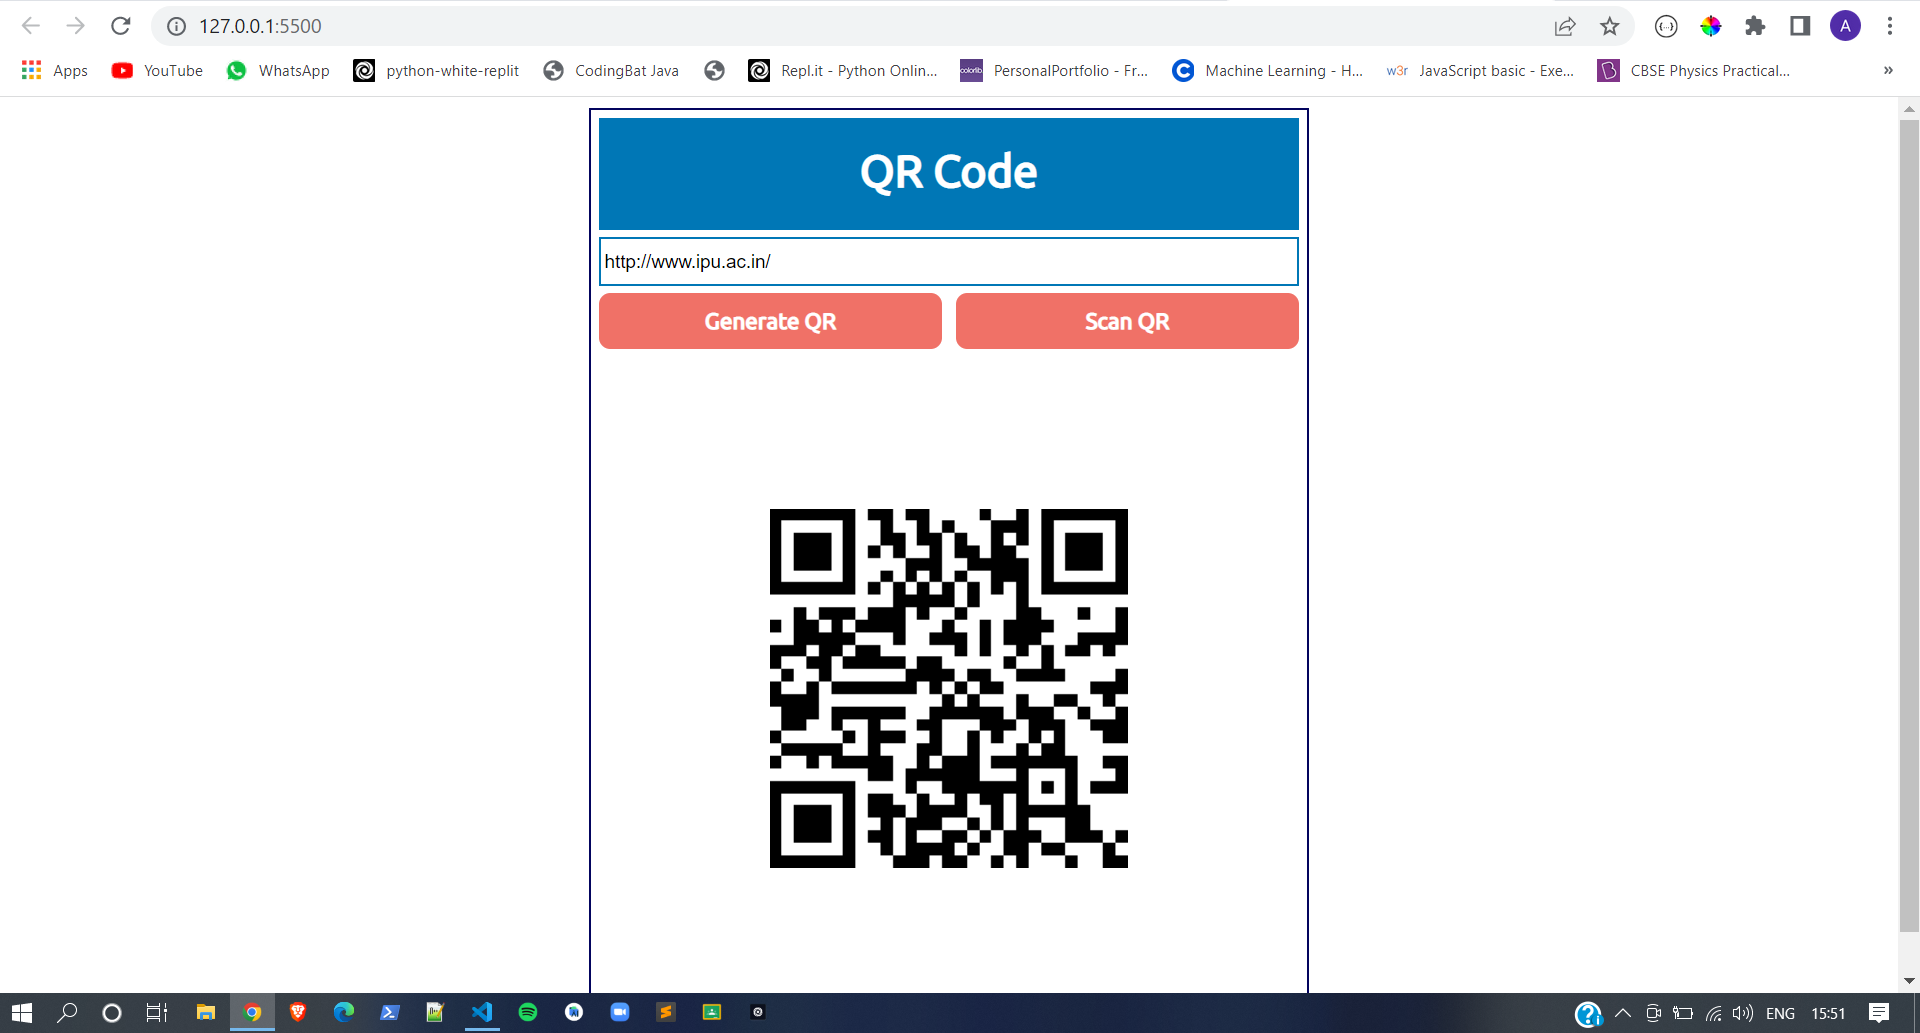 127.0.0.1:5500
A
Apps YouTube WhatsApp python-white-replit CodingBat Java Repl.it - Python Onlin... colorlib PersonalPortfolio - Fr... Machine Learning - H... w3r JavaScript basic - Exe... CBSE Physics Practical... »
QR Code
http://www.ipu.ac.in/
Generate QR Scan QR
ENG 15:51